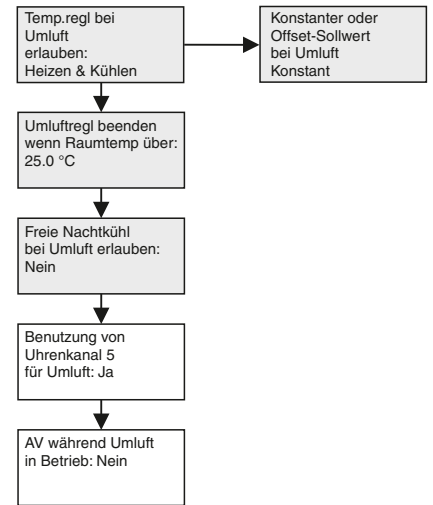 Temp.regl bei
Umluft
erlauben:
Heizen & Kühlen
Konstanter oder
Offset-Sollwert
bei Umluft
Konstant
Umluftregl beenden
wenn Raumtemp über:
25.0 °C
Freie Nachtkühl
bei Umluft erlauben:
Nein
Benutzung von
Uhrenkanal 5
für Umluft: Ja
AV während Umluft
in Betrieb: Nein